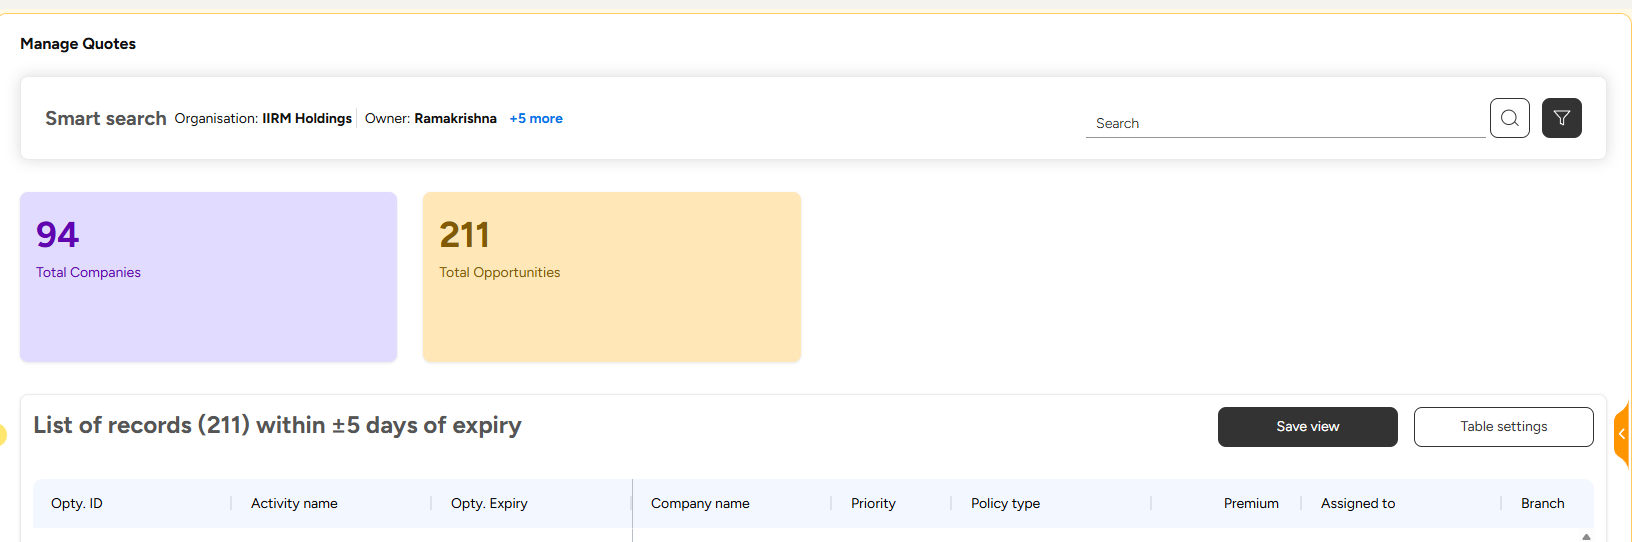 Manage Quotes
Smart search Organisation: IIRM Holdings Owner: Ramakrishna +5 more Search
94
Total Companies
211
Total Opportunities
List of records (211) within ±5 days of expiry Save view Table settings
Opty. ID Activity name Opty. Expiry Company name Priority Policy type Premium Assigned to Branch